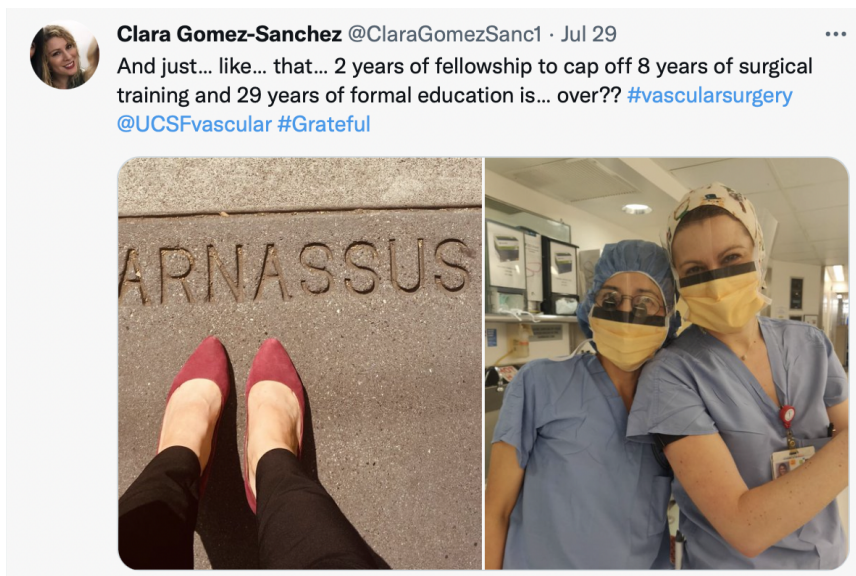 Clara Gomez-Sanchez @ClaraGomezSanc1 · Jul 29
And just... like... that... 2 years of fellowship to cap off 8 years of surgical
training and 29 years of formal education is... over?? #vascularsurgery
@UCSFvascular #Grateful
ARNASSUS